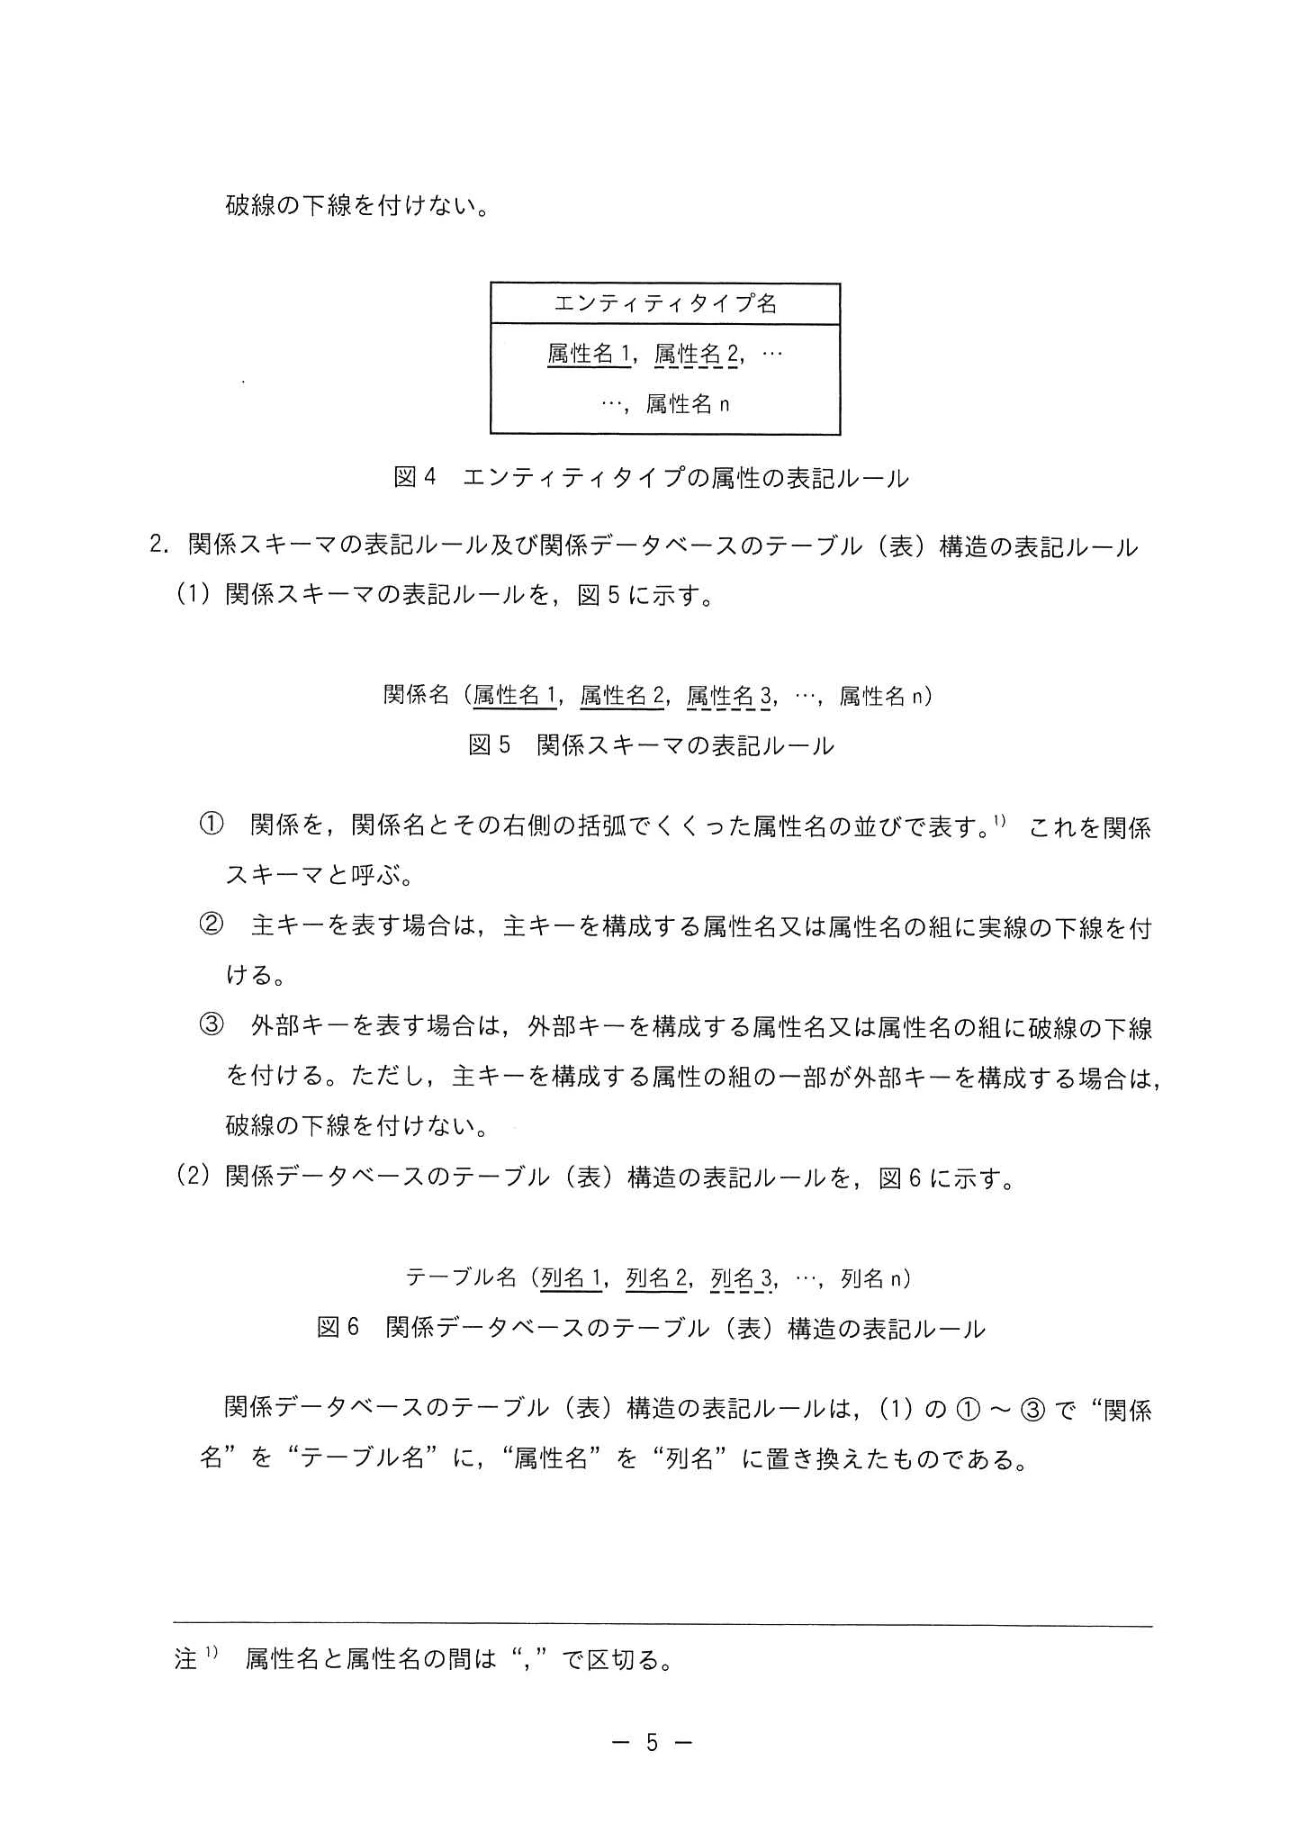 破線の下線を付けない。
エンティティタイプ名
属性名1，属性名2，…
…，属性名n
図4　エンティティタイプの属性の表記ルール
2．関係スキーマの表記ルール及び関係データベースのテーブル（表）構造の表記ルール
(1) 関係スキーマの表記ルールを，図5に示す。
関係名（属性名1，属性名2，属性名3，…，属性名n）
図5　関係スキーマの表記ルール
①　関係を，関係名とその右側の括弧でくくった属性名の並びで表す。1)　これを関係
スキーマと呼ぶ。
②　主キーを表す場合は，主キーを構成する属性名又は属性名の組に実線の下線を付
ける。
③　外部キーを表す場合は，外部キーを構成する属性名又は属性名の組に破線の下線
を付ける。ただし，主キーを構成する属性の組の一部が外部キーを構成する場合は，
破線の下線を付けない。
(2) 関係データベースのテーブル（表）構造の表記ルールを，図6に示す。
テーブル名（列名1，列名2，列名3，…，列名n）
図6　関係データベースのテーブル（表）構造の表記ルール
関係データベースのテーブル（表）構造の表記ルールは，(1) の ① ～ ③ で “関係
名” を “テーブル名” に，“属性名” を “列名” に置き換えたものである。
注1)　属性名と属性名の間は “,” で区切る。
－ 5 －